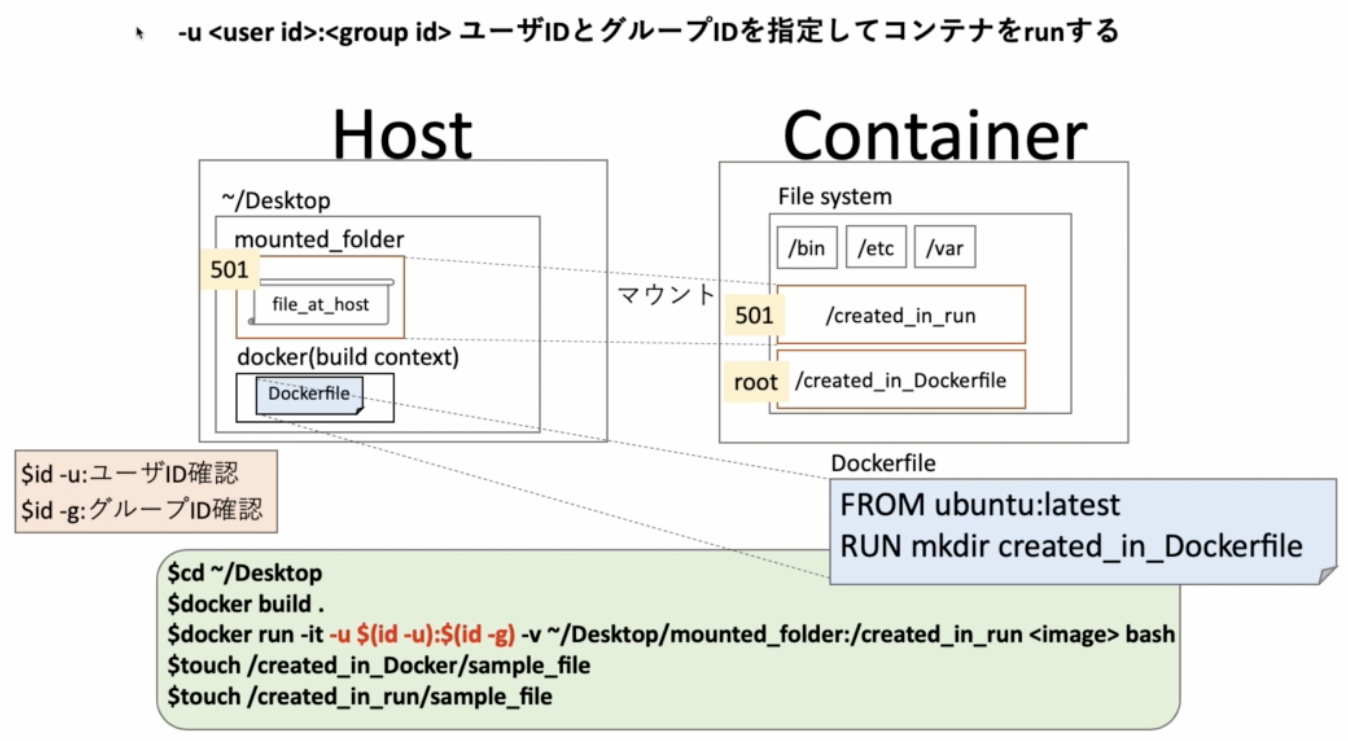 -u <user id>:<group id> ユーザIDとグループIDを指定してコンテナをrunする
Host
Container
~/Desktop
mounted_folder
501
file_at_host
docker(build context)
Dockerfile
マウント
File system
/bin
/etc
/var
501
/created_in_run
root
/created_in_Dockerfile
$id -u:ユーザID確認
$id -g:グループID確認
Dockerfile
FROM ubuntu:latest
RUN mkdir created_in_Dockerfile
$cd ~/Desktop
$docker build .
$docker run -it -u $(id -u):$(id -g) -v ~/Desktop/mounted_folder:/created_in_run <image> bash
$touch /created_in_Docker/sample_file
$touch /created_in_run/sample_file